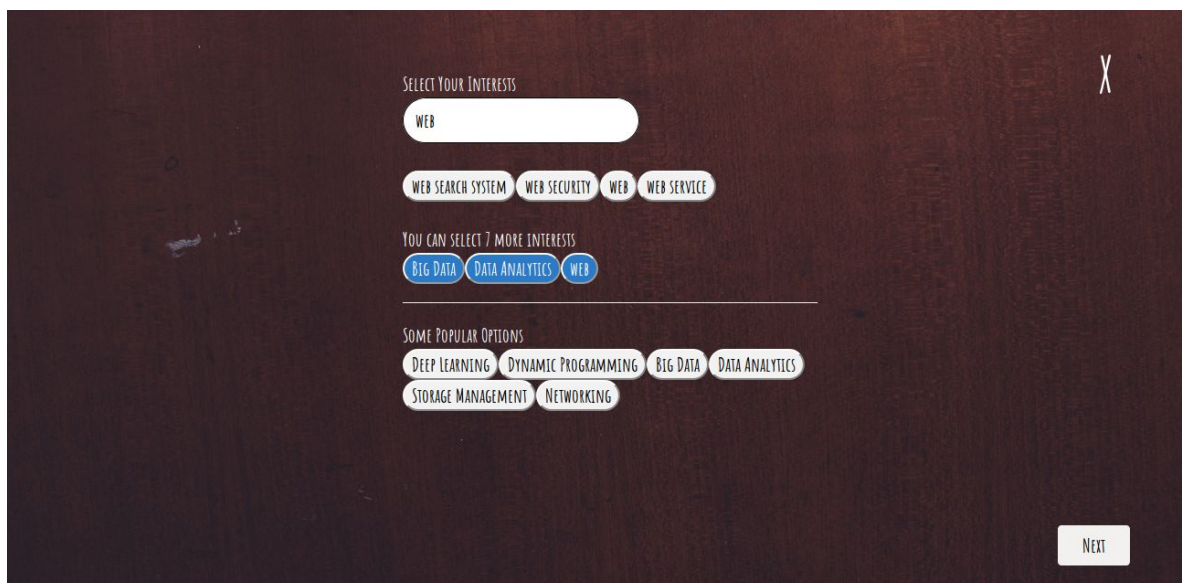 Select Your Interests
X
web
web search system web security web web service
You can select 7 more interests
Big Data Data Analytics web
Some Popular Options
Deep Learning Dynamic Programming Big Data Data Analytics
Storage Management Networking
Next